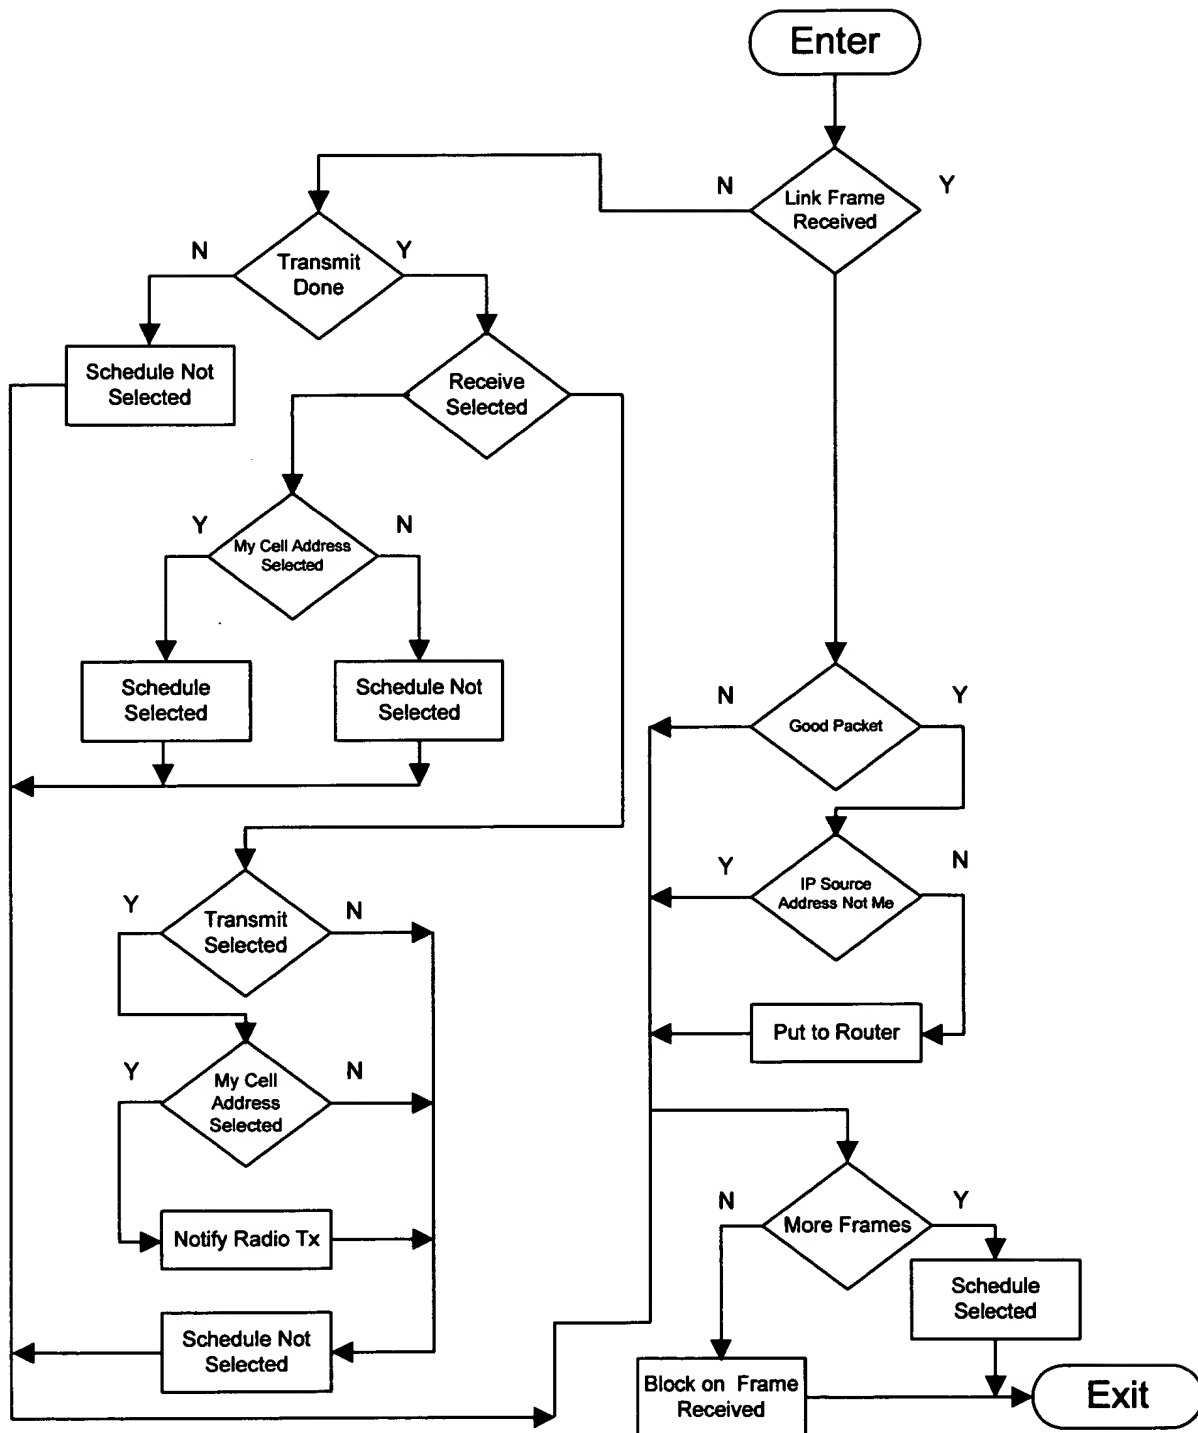 Enter
N
Y
Link Frame
Received
N
Y
Transmit
Done
Schedule Not
Selected
Receive
Selected
Y
N
My Cell Address
Selected
Schedule
Selected
Schedule Not
Selected
N
Y
Good Packet
Y
N
IP Source
Address Not Me
Put to Router
Y
N
Transmit
Selected
Y
N
My Cell
Address
Selected
Notify Radio Tx
Schedule Not
Selected
N
Y
More Frames
Schedule
Selected
Block on Frame
Received
Exit